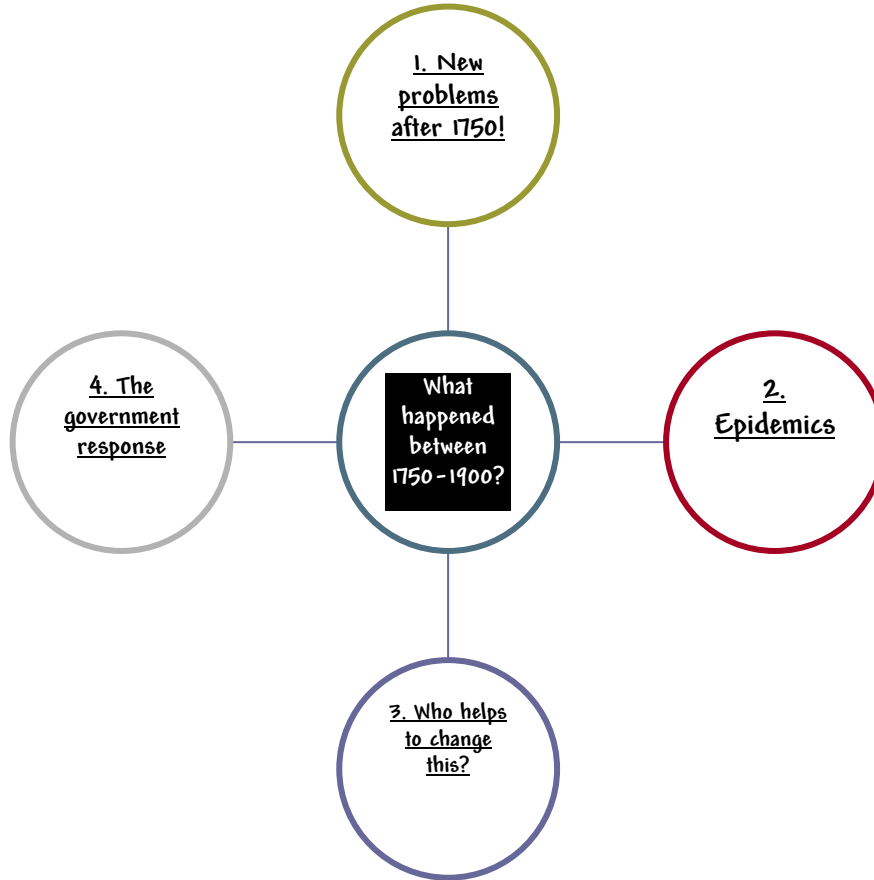 1. New
problems
after 1750!
4. The
government
response
What
happened
between
1750-1900?
2.
Epidemics
3. Who helps
to change
this?